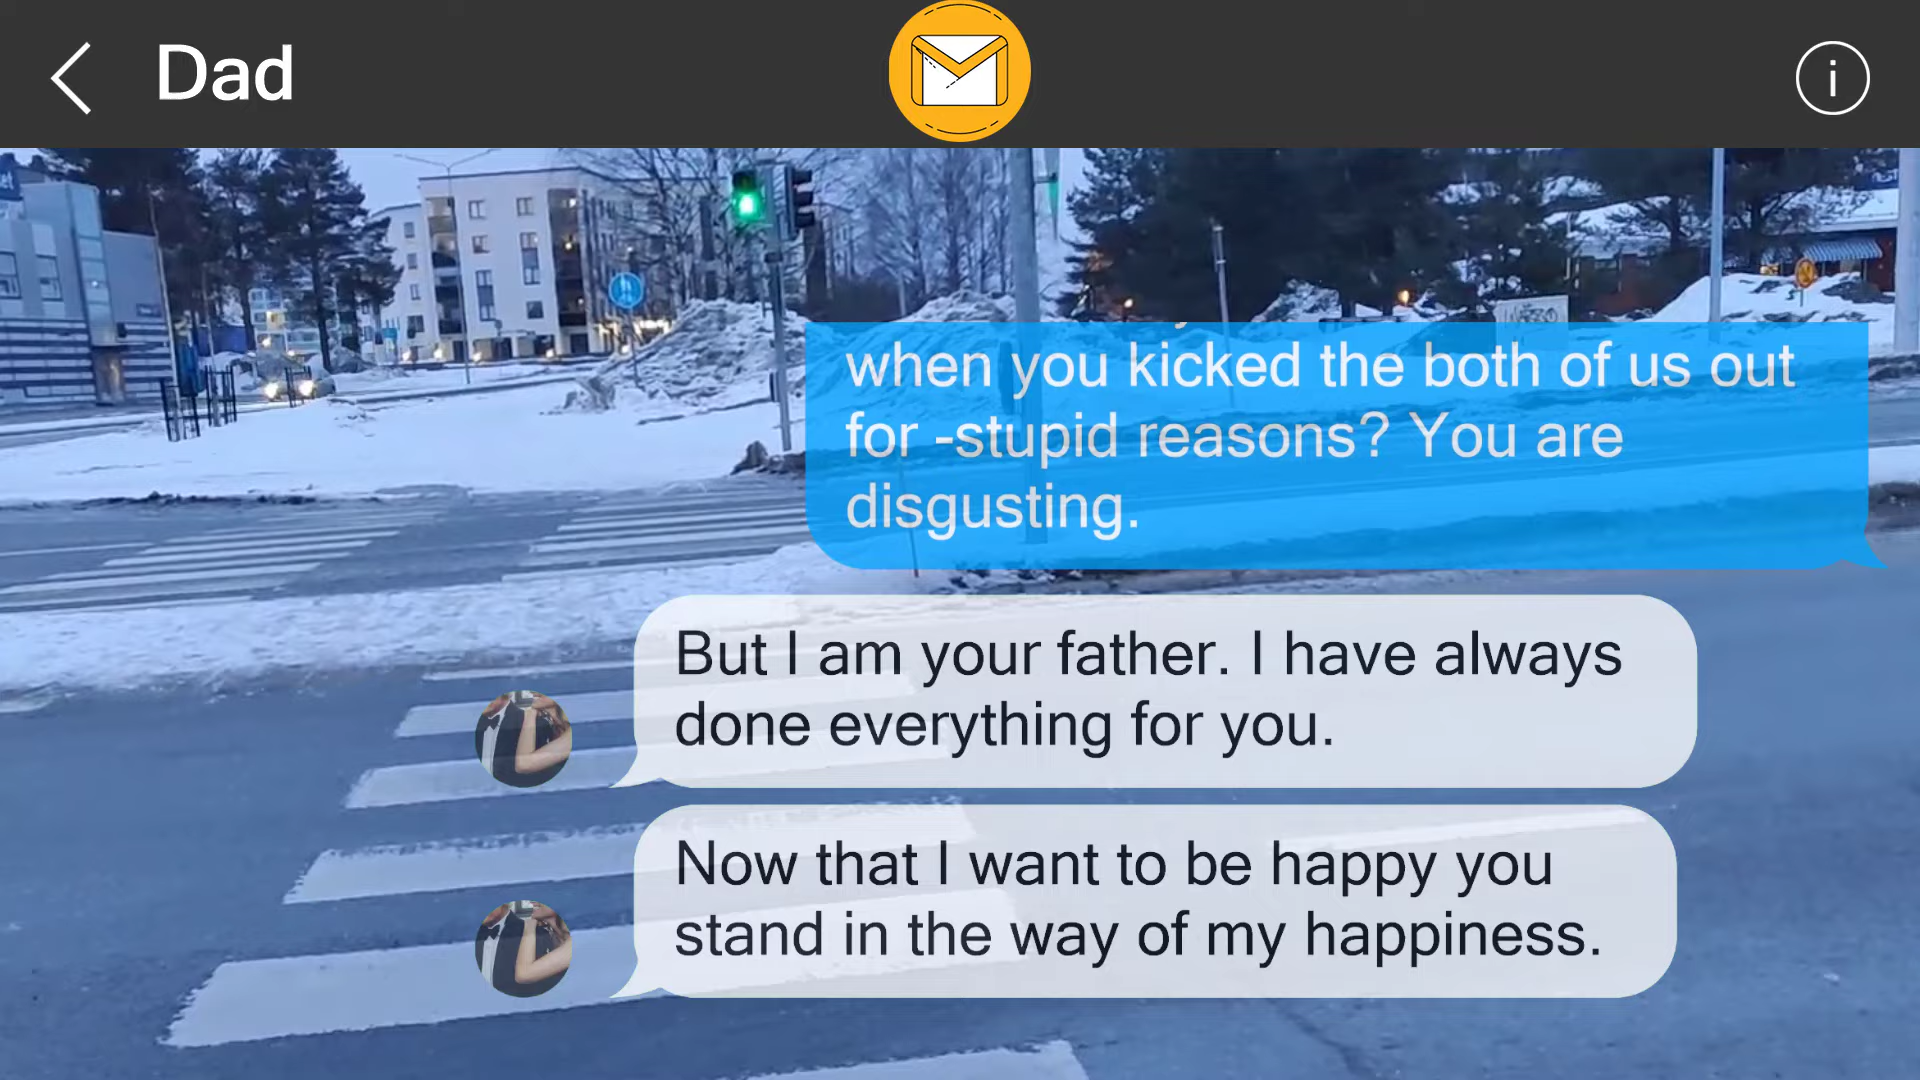 Dad
when you kicked the both of us out
for -stupid reasons? You are
disgusting.
But I am your father. I have always
done everything for you.
Now that I want to be happy you
stand in the way of my happiness.